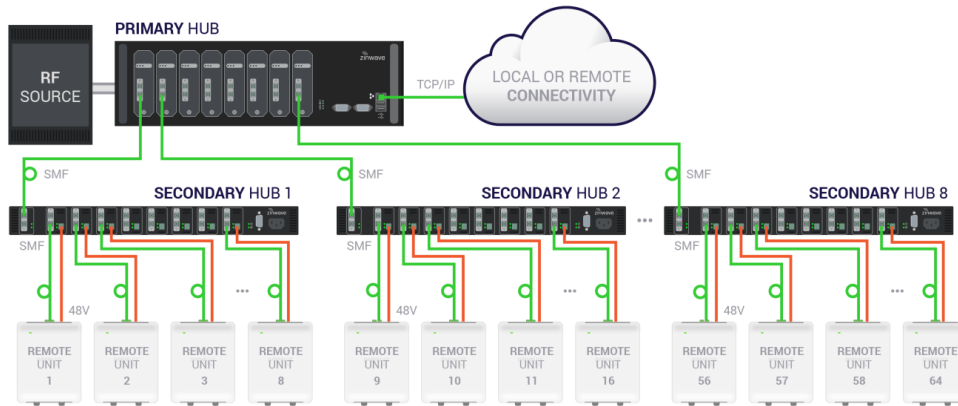 PRIMARY HUB
zinwave
RF
SOURCE
TCP/IP
LOCAL OR REMOTE
CONNECTIVITY
SMF
SMF
SMF
SECONDARY HUB 1
SECONDARY HUB 2
SECONDARY HUB 8
zinwave
zinwave
zinwave
•••
SMF
SMF
SMF
•••
•••
•••
48V
48V
48V
REMOTE
UNIT
1
REMOTE
UNIT
2
REMOTE
UNIT
3
REMOTE
UNIT
8
REMOTE
UNIT
9
REMOTE
UNIT
10
REMOTE
UNIT
11
REMOTE
UNIT
16
REMOTE
UNIT
56
REMOTE
UNIT
57
REMOTE
UNIT
58
REMOTE
UNIT
64